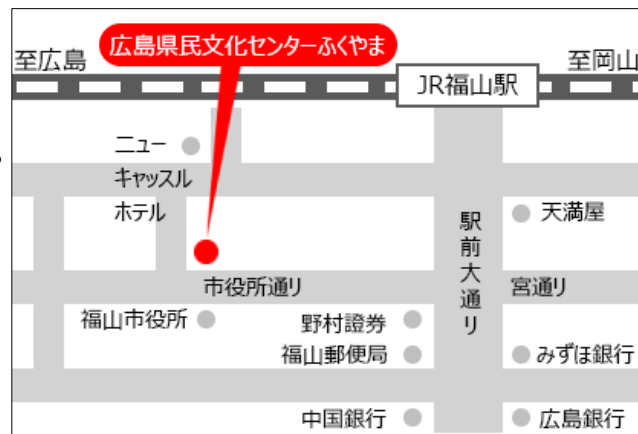 広島県民文化センターふくやま
至広島
至岡山
JR福山駅
ニュー
キャッスル
ホテル
駅前大通り
天満屋
市役所通り
宮通り
福山市役所
野村證券
福山郵便局
みずほ銀行
中国銀行
広島銀行